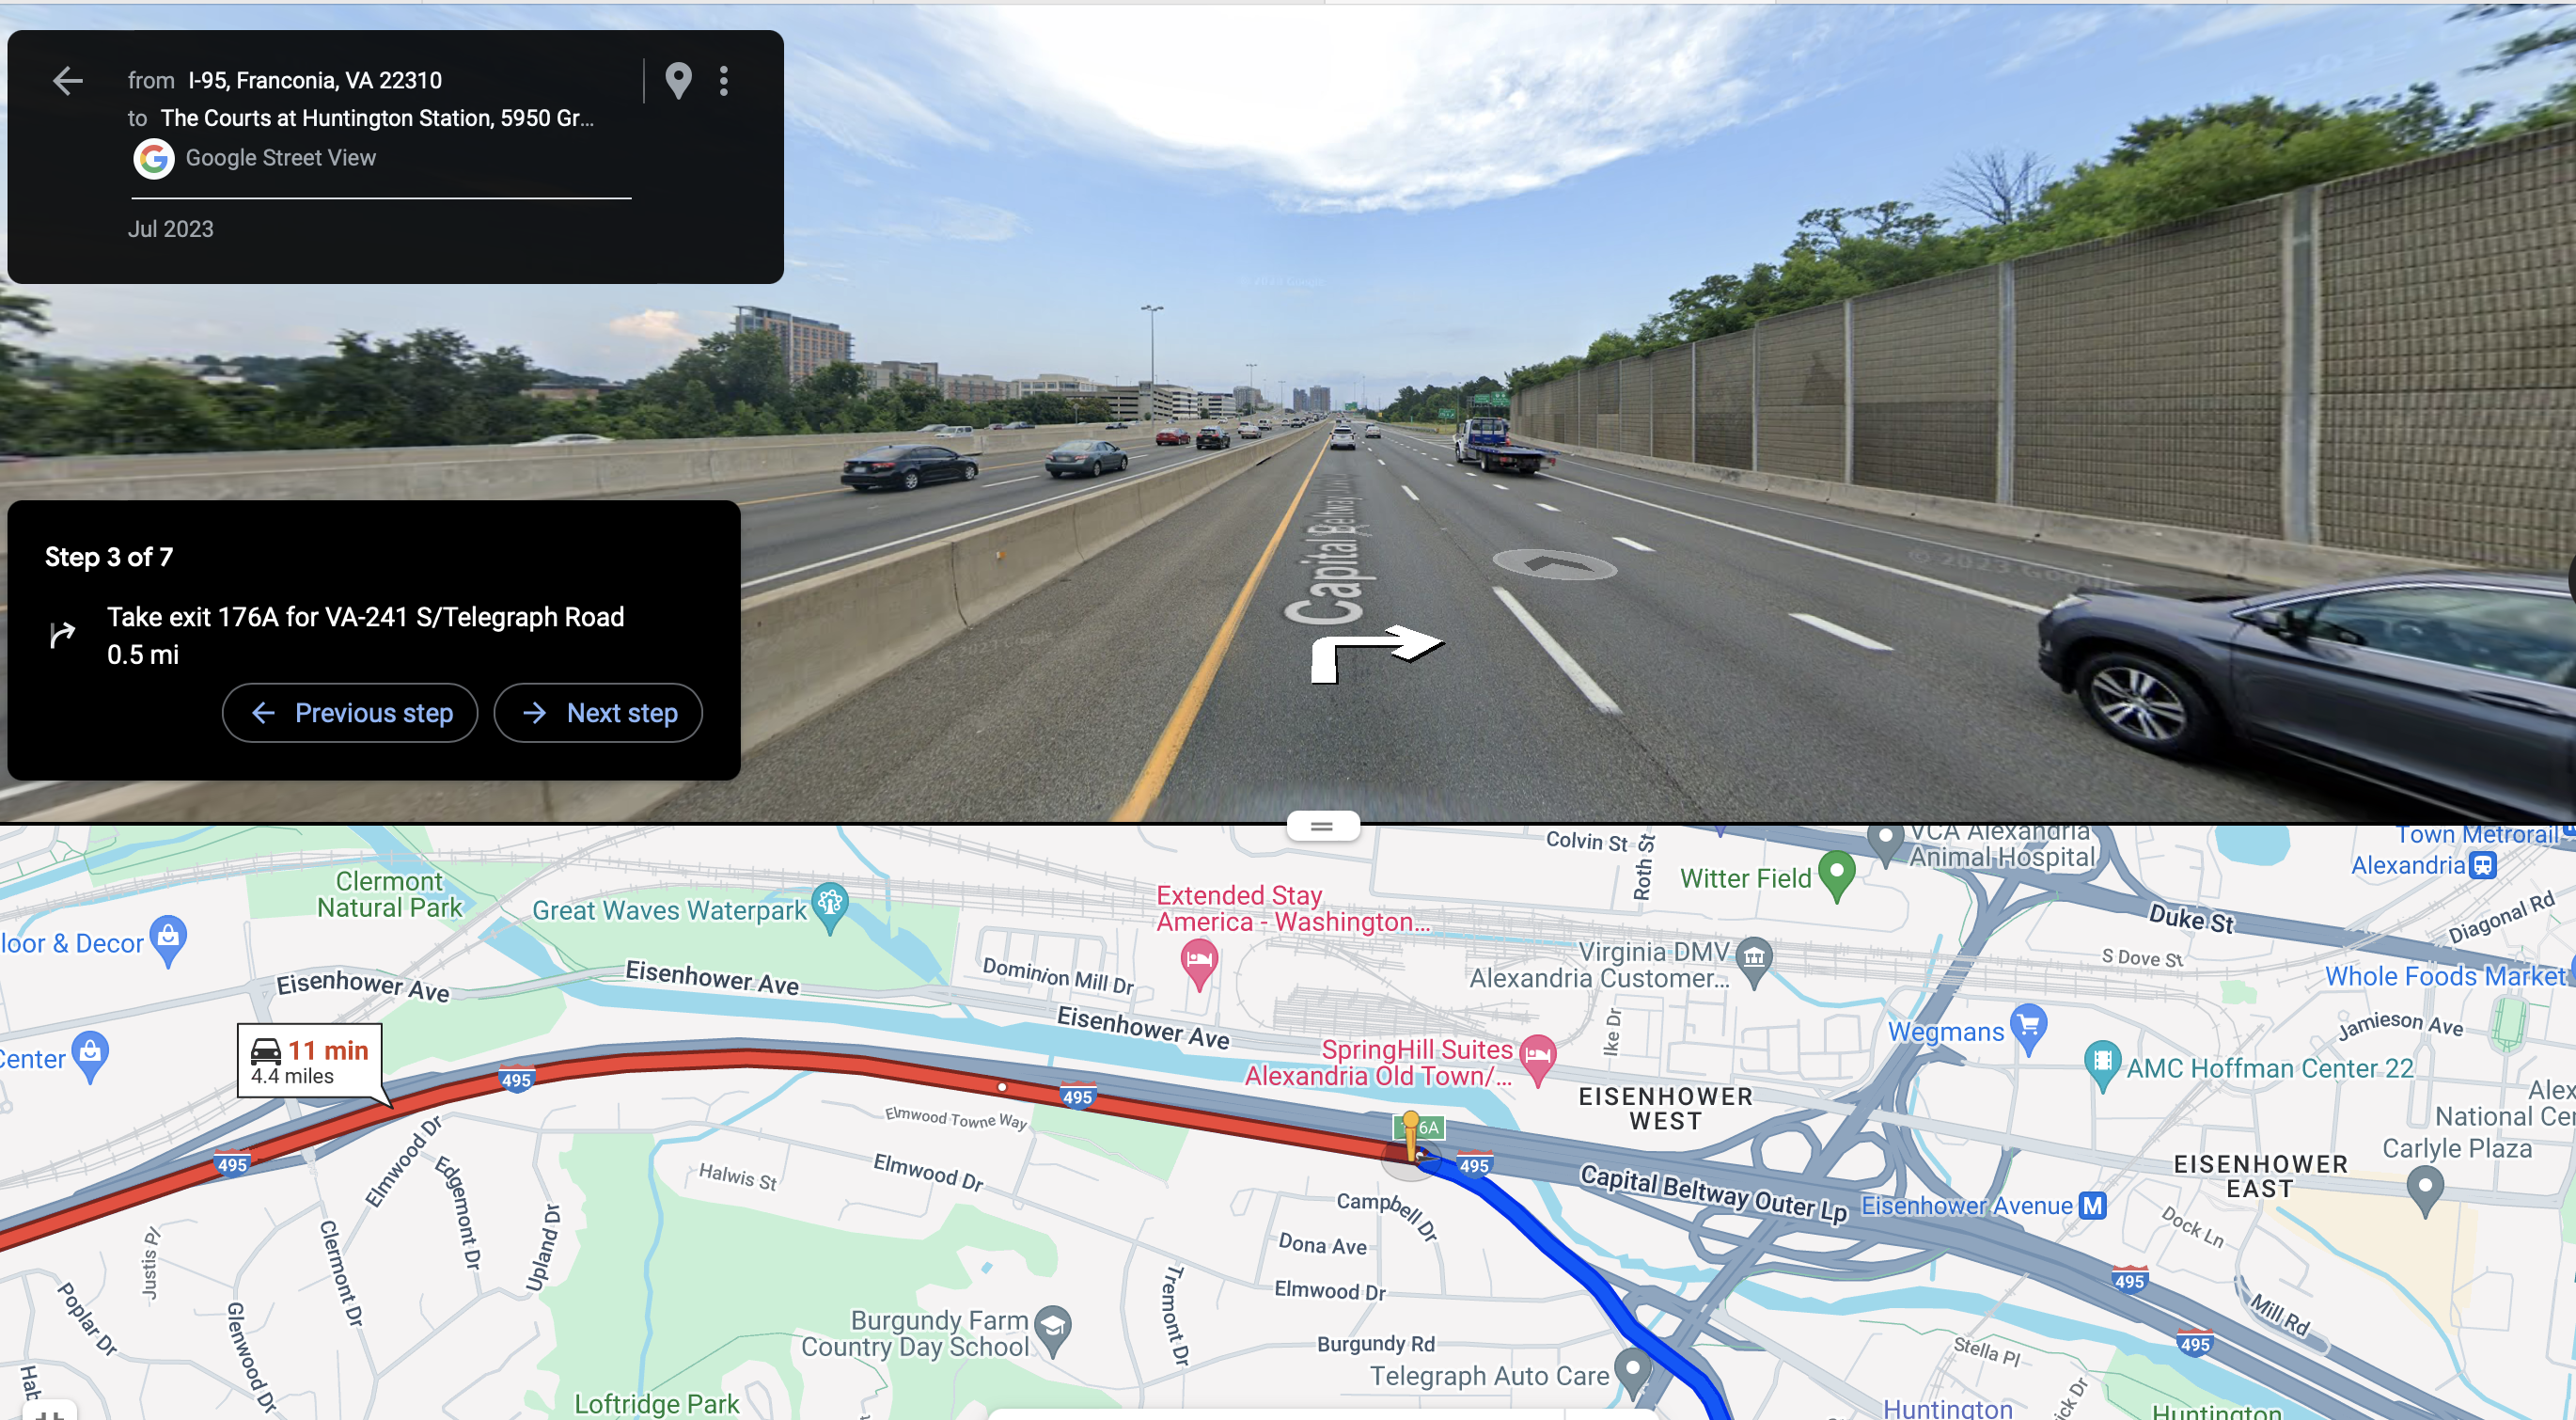 from I-95, Franconia, VA 22310
to The Courts at Huntington Station, 5950 Gr...
Google Street View
Jul 2023
© 2023 Google
Step 3 of 7
Take exit 176A for VA-241 S/Telegraph Road
0.5 mi
Previous step
Next step
Capital Beltway
Clermont
Natural Park
loor & Decor
Great Waves Waterpark
Extended Stay
America - Washington...
Colvin St
Roth St
Witter Field
VCA Alexandria
Animal Hospital
Town Metrorail
Alexandria
Duke St
Diagonal Rd
S Dove St
Whole Foods Market
Eisenhower Ave
Eisenhower Ave
Dominion Mill Dr
Eisenhower Ave
Virginia DMV
Alexandria Customer...
Ike Dr
Wegmans
Jamieson Ave
Center
11 min
4.4 miles
495
495
SpringHill Suites
Alexandria Old Town/...
EISENHOWER
WEST
AMC Hoffman Center 22
Alex
National Ce
Carlyle Plaza
EISENHOWER
EAST
Elmwood Towne Way
6A
495
495
Capital Beltway Outer Lp
Eisenhower Avenue
M
Dock Ln
Elmwood Dr
Edgemont Dr
Upland Dr
Halwis St
Elmwood Dr
Campbell Dr
Dona Ave
Elmwood Dr
Justis Pl
Clermont Dr
Poplar Dr
Glenwood Dr
Tremont Dr
Burgundy Farm
Country Day School
Burgundy Rd
Telegraph Auto Care
495
Mill Rd
495
Stella Pl
Hab
Loftridge Park
Huntington
ick Dr
Huntington